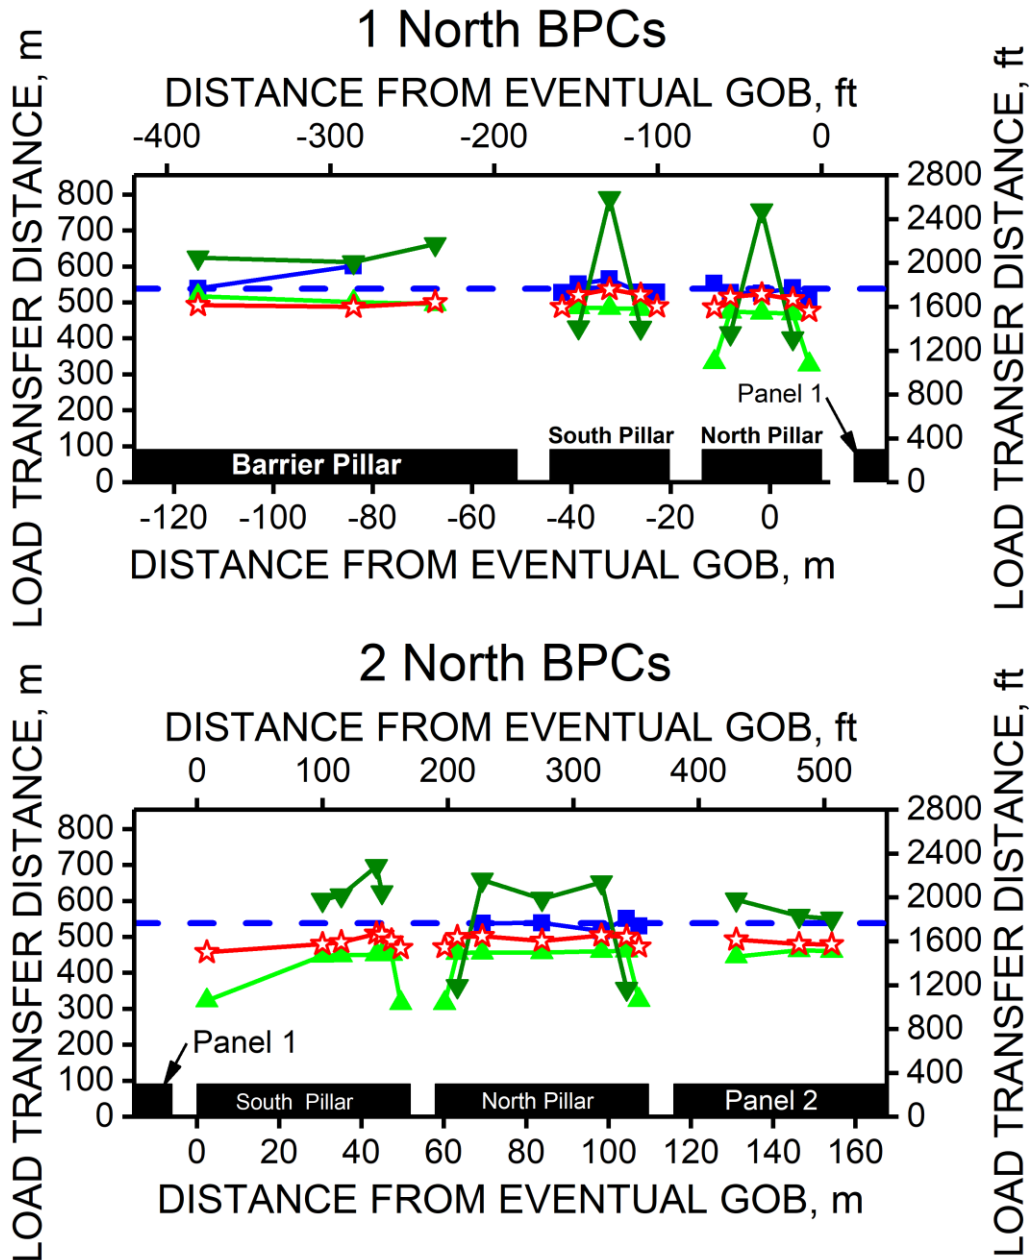 1 North BPCs
DISTANCE FROM EVENTUAL GOB, ft
-400 -300 -200 -100 0
LOAD TRANSFER DISTANCE, m
800
700
600
500
400
300
200
100
0
2800
2400
2000
1600
1200
800
400
0
LOAD TRANSER DISTANCE, ft
Panel 1
Barrier Pillar
South Pillar
North Pillar
-120 -100 -80 -60 -40 -20 0
DISTANCE FROM EVENTUAL GOB, m
2 North BPCs
DISTANCE FROM EVENTUAL GOB, ft
0 100 200 300 400 500
LOAD TRANSFER DISTANCE, m
800
700
600
500
400
300
200
100
0
2800
2400
2000
1600
1200
800
400
0
LOAD TRANSFER DISTANCE, ft
Panel 1
South Pillar
North Pillar
Panel 2
0 20 40 60 80 100 120 140 160
DISTANCE FROM EVENTUAL GOB, m